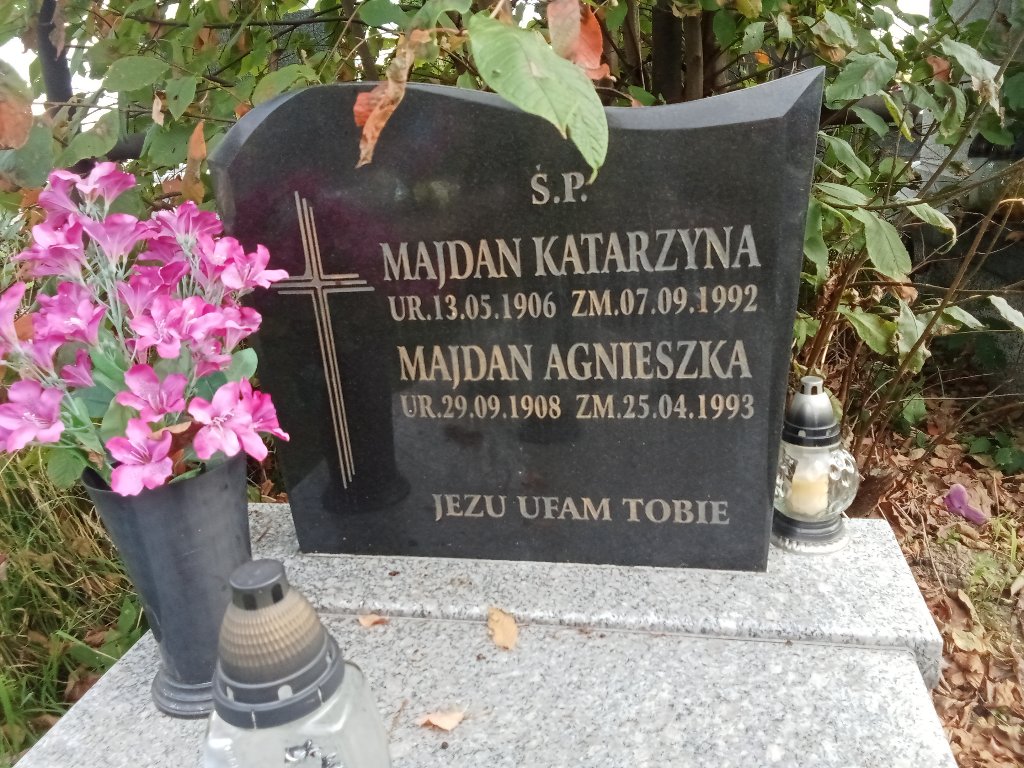 Ś.P.
MAJDAN KATARZYNA
UR.13.05.1906 ZM.07.09.1992
MAJDAN AGNIESZKA
UR.29.09.1908 ZM.25.04.1993
JEZU UFAM TOBIE